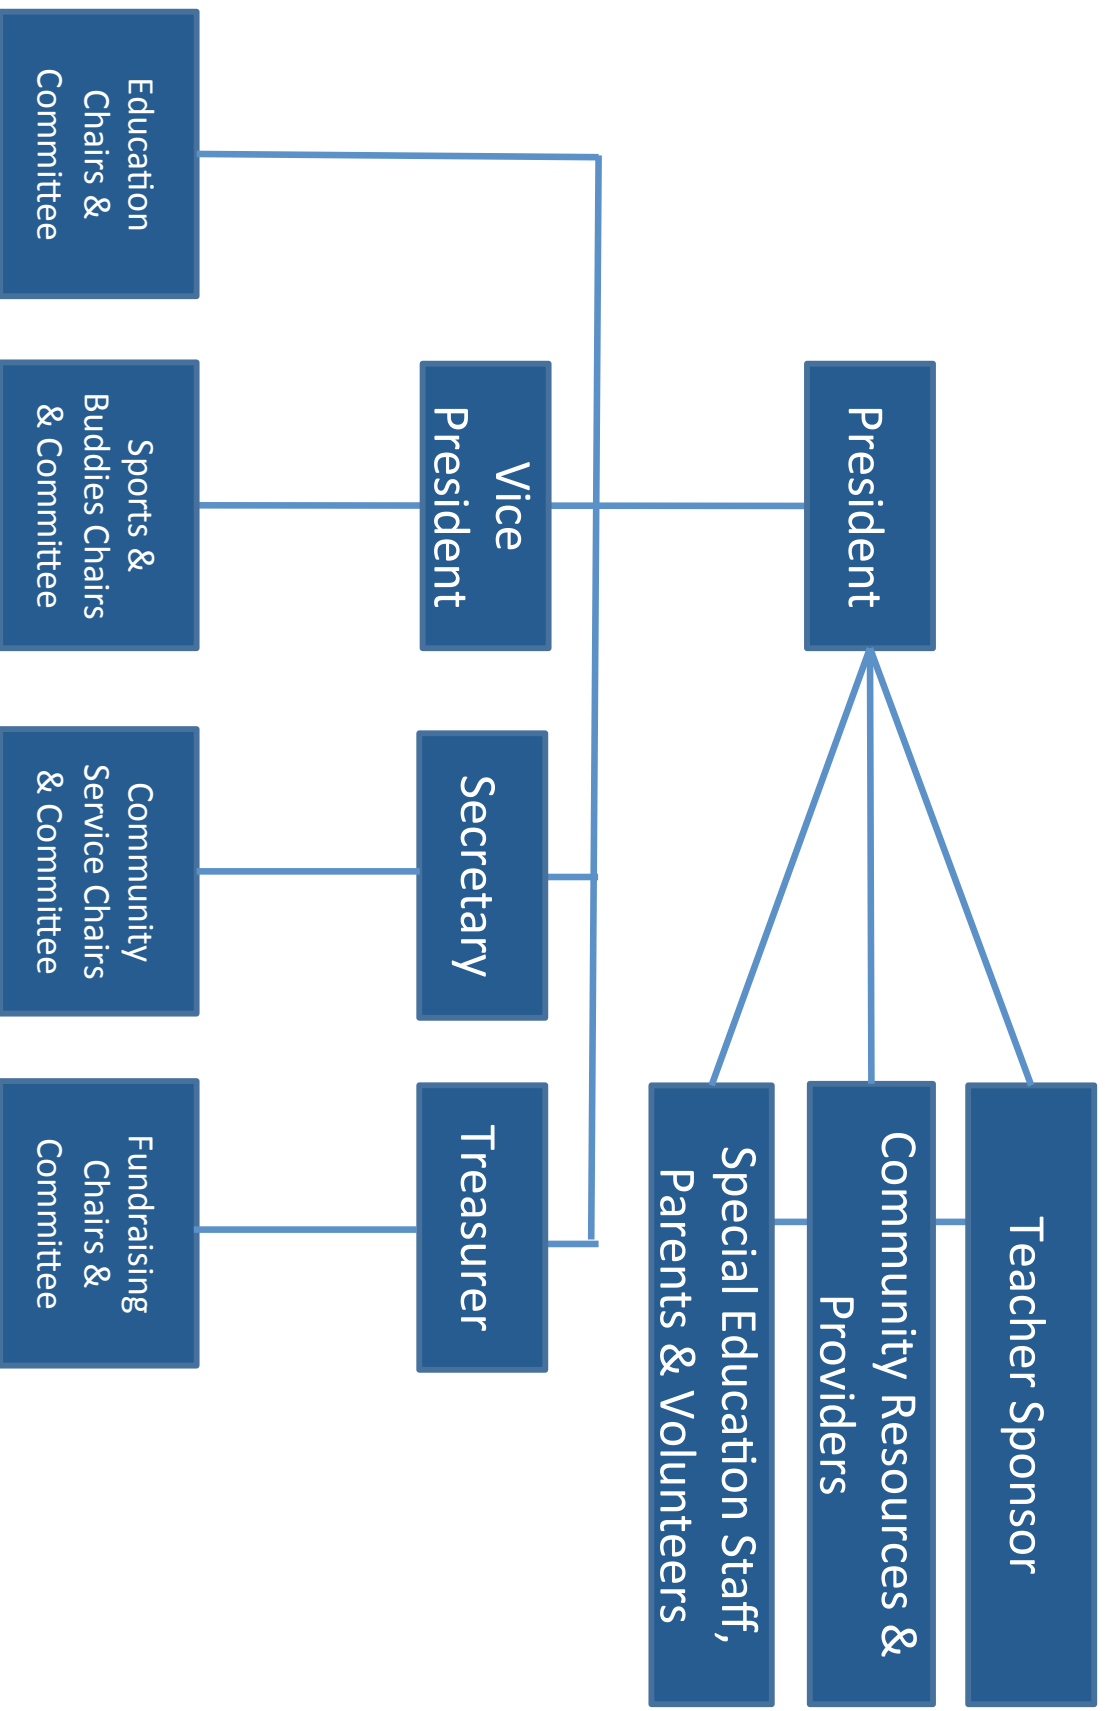 Teacher Sponsor
President
Community Resources &
Providers
Special Education Staff,
Parents & Volunteers
Vice
President
Secretary
Treasurer
Education
Chairs &
Committee
Sports &
Buddies Chairs
& Committee
Community
Service Chairs
& Committee
Fundraising
Chairs &
Committee